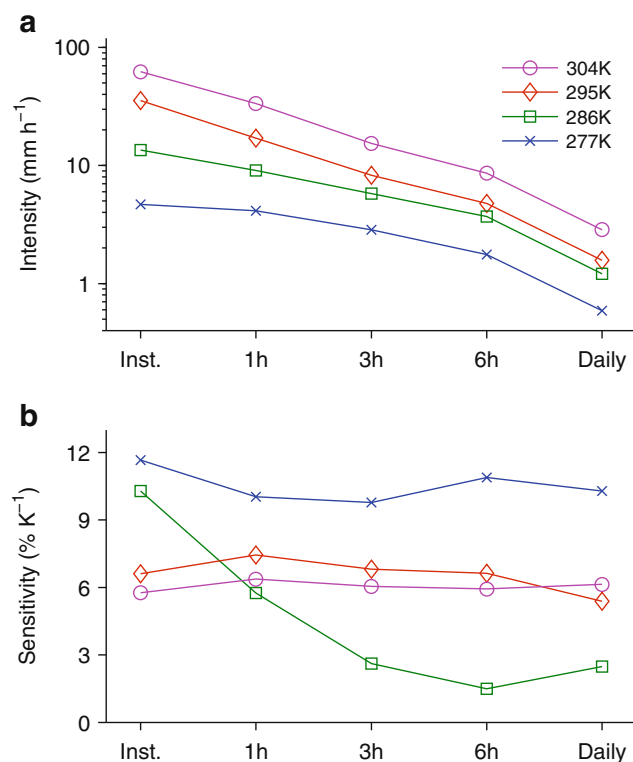 a
100
10
1
Intensity (mm h⁻¹)
304K
295K
286K
277K
Inst. 1h 3h 6h Daily
b
12
9
6
3
0
Sensitivity (% K⁻¹)
Inst. 1h 3h 6h Daily